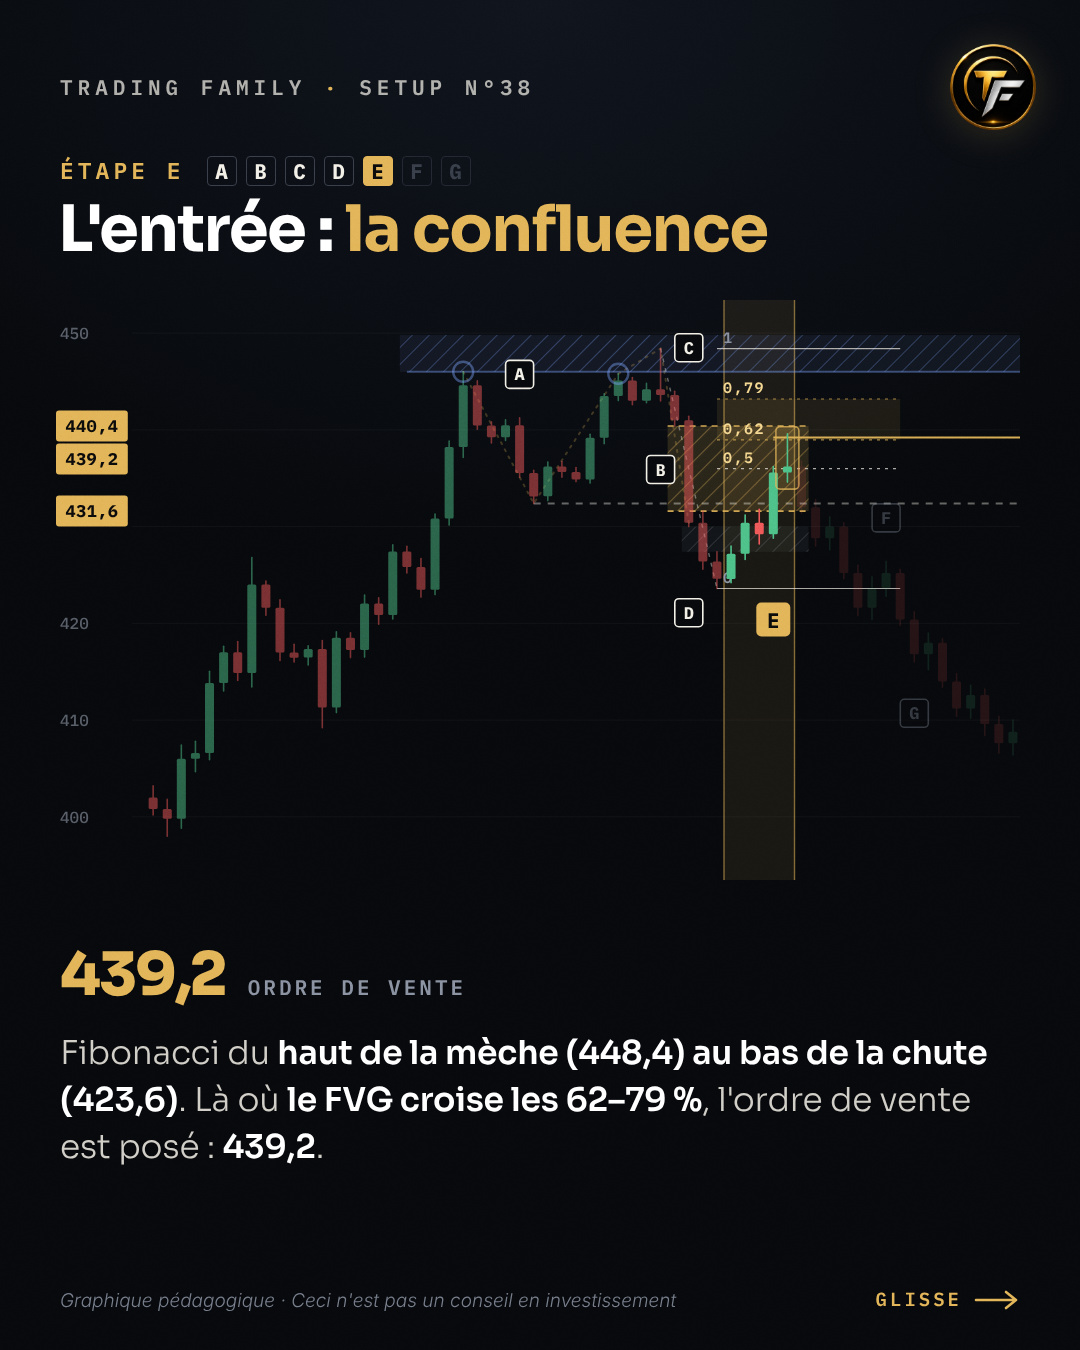 TRADING FAMILY · SETUP N°38
TF
ÉTAPE E A B C D E F G
L'entrée : la confluence
450
440,4
439,2
431,6
420
410
400
A
B
C
D
E
F
G
1
0,79
0,62
0,5
0
439,2 ORDRE DE VENTE
Fibonacci du haut de la mèche (448,4) au bas de la chute
(423,6). Là où le FVG croise les 62–79 %, l'ordre de vente
est posé : 439,2.
Graphique pédagogique · Ceci n'est pas un conseil en investissement
GLISSE →